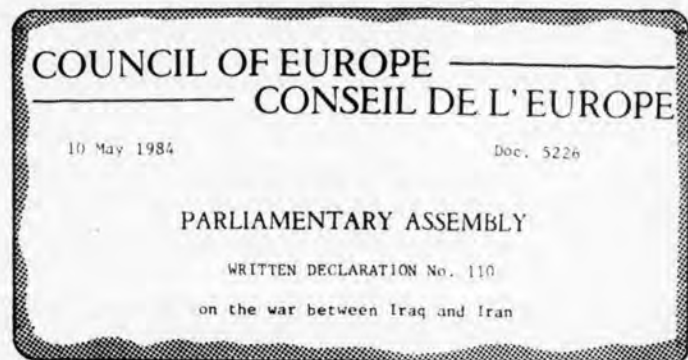 COUNCIL OF EUROPE
CONSEIL DE L'EUROPE
10 May 1984 Doc. 5226
PARLIAMENTARY ASSEMBLY
WRITTEN DECLARATION No. 110
on the war between Iraq and Iran